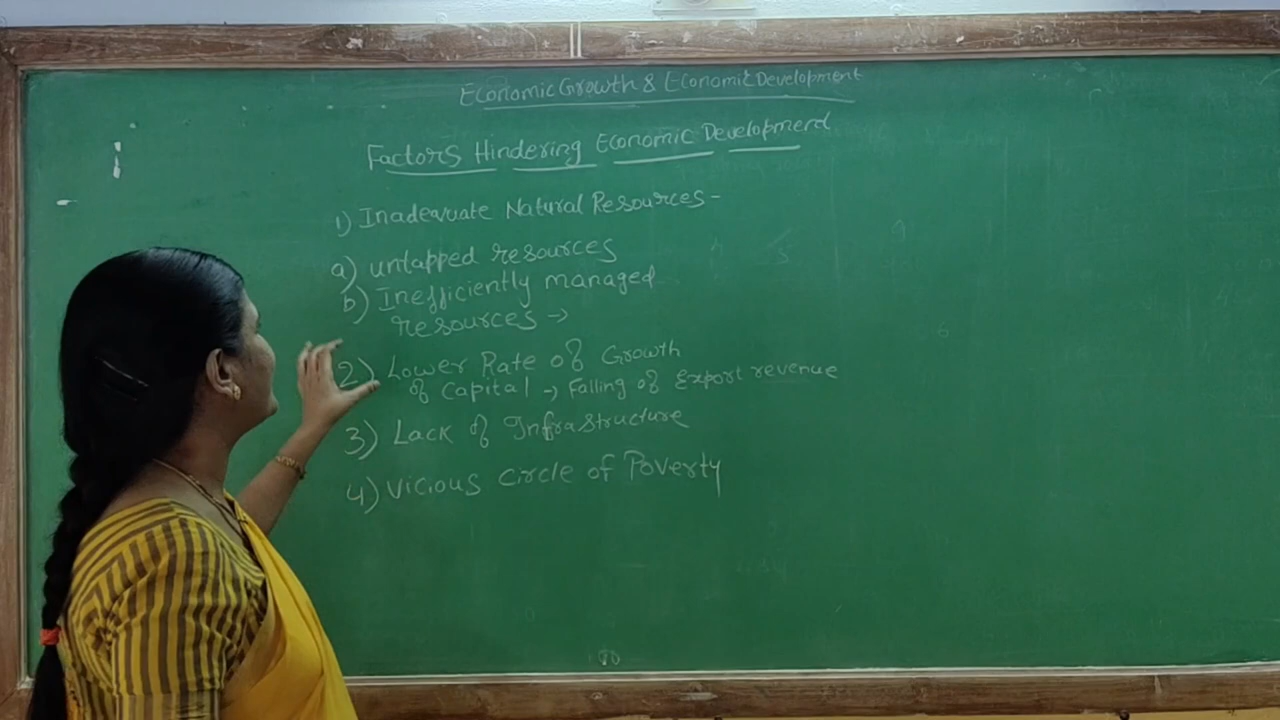 Economic Growth & Economic Development
Factors Hindering Economic Development
1) Inadequate Natural Resources -
a) untapped resources
b) Inefficiently managed
resources →
2) Lower Rate of Growth
of Capital → Falling of Export revenue
3) Lack of Infrastructure
4) Vicious Circle of Poverty